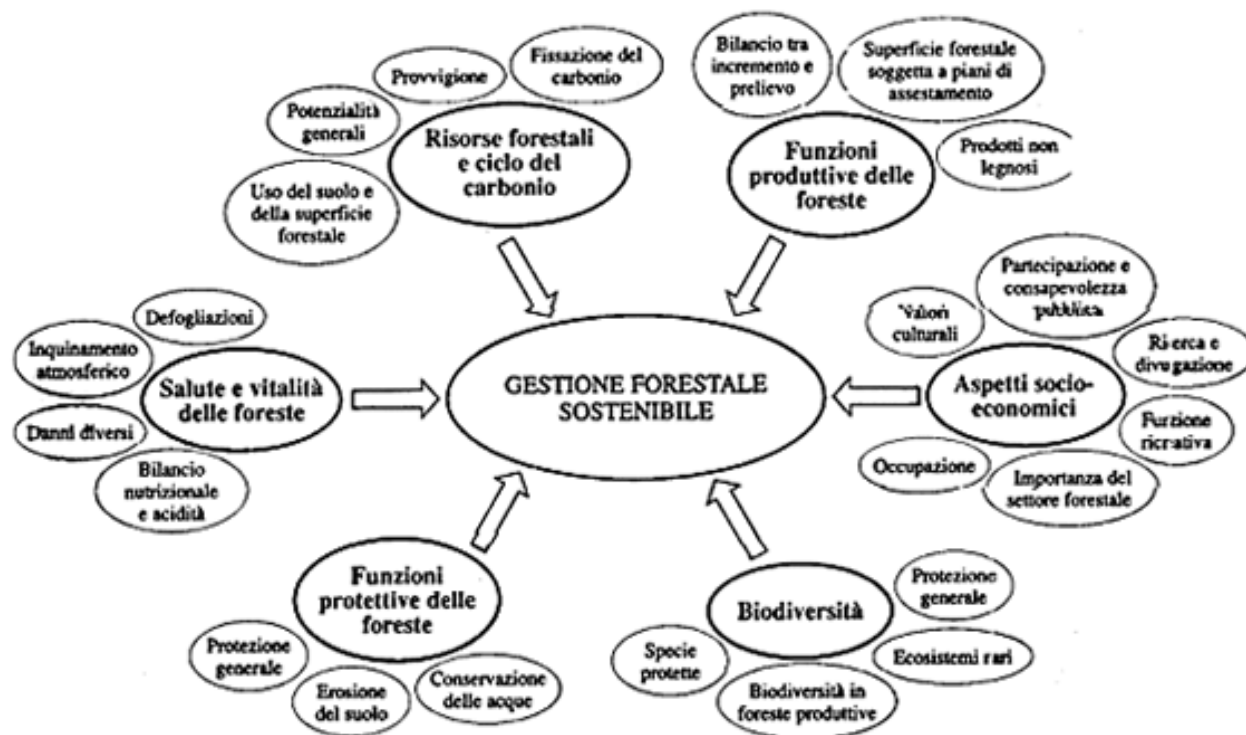 Provvigione
Fissazione del
carbonio
Potenzialità
generali
Risorse forestali
e ciclo del
carbonio
Uso del suolo e
della superficie
forestale
Bilancio tra
incremento e
prelievo
Superficie forestale
soggetta a piani di
assestamento
Funzioni
produttive delle
foreste
Prodotti non
legnosi
Defogliazioni
Inquinamento
atmosferico
Salute e vitalità
delle foreste
Danni diversi
Bilancio
nutrizionale
e acidità
GESTIONE FORESTALE
SOSTENIBILE
Partecipazione e
consapevolezza
pubblica
Valori
culturali
Ricerca e
divugazione
Aspetti socio-
economici
Funzione
ricreativa
Occupazione
Importanza del
settore forestale
Funzioni
protettive delle
foreste
Protezione
generale
Erosione
del suolo
Conservazione
delle acque
Biodiversità
Protezione
generale
Specie
protette
Ecosistemi rari
Biodiversità in
foreste produttive